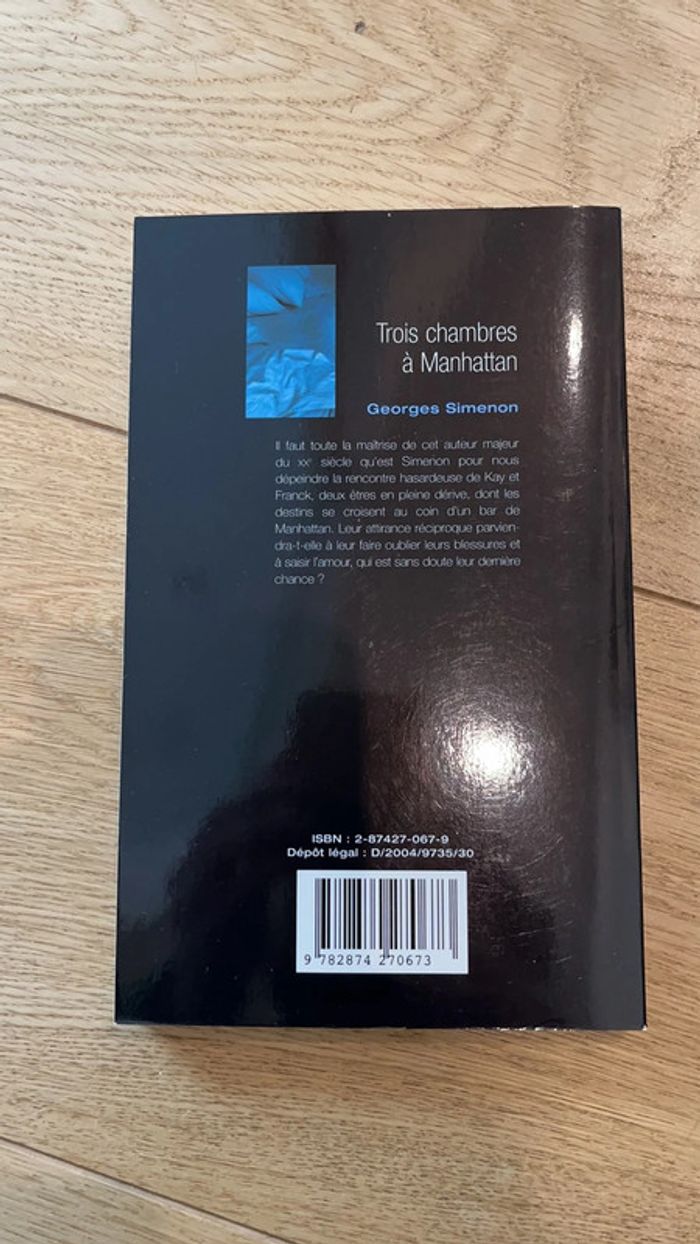 Trois chambres
à Manhattan
Georges Simenon
Il faut toute la maîtrise de cet auteur majeur
du XXe siècle qu'est Simenon pour nous
dépeindre la rencontre hasardeuse de Kay et
Franck, deux êtres en pleine dérive, dont les
destins se croisent au coin d'un bar de
Manhattan. Leur attirance réciproque parvien-
dra-t-elle à leur faire oublier leurs blessures et
à saisir l'amour, qui est sans doute leur dernière
chance ?
ISBN : 2-87427-067-9
Dépôt légal : D/2004/9735/30
9 782874 270673